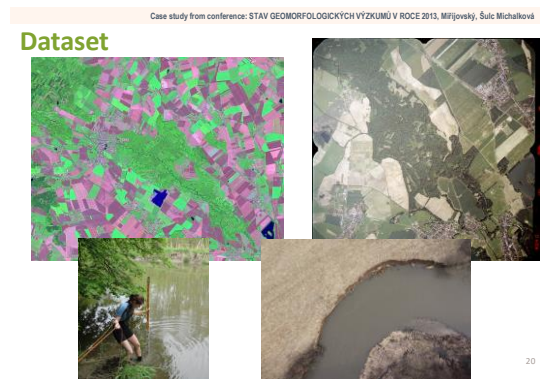 Case study from conference: STAV GEOMORFOLOGICKÝCH VÝZKUMŮ V ROCE 2013, Miřijovský, Šulc Michalková
Dataset
20